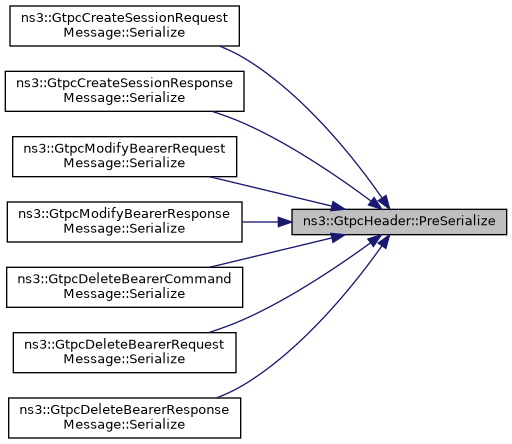 ns3::GtpcCreateSessionRequest
Message::Serialize
ns3::GtpcCreateSessionResponse
Message::Serialize
ns3::GtpcModifyBearerRequest
Message::Serialize
ns3::GtpcModifyBearerResponse
Message::Serialize
ns3::GtpcHeader::PreSerialize
ns3::GtpcDeleteBearerCommand
Message::Serialize
ns3::GtpcDeleteBearerRequest
Message::Serialize
ns3::GtpcDeleteBearerResponse
Message::Serialize